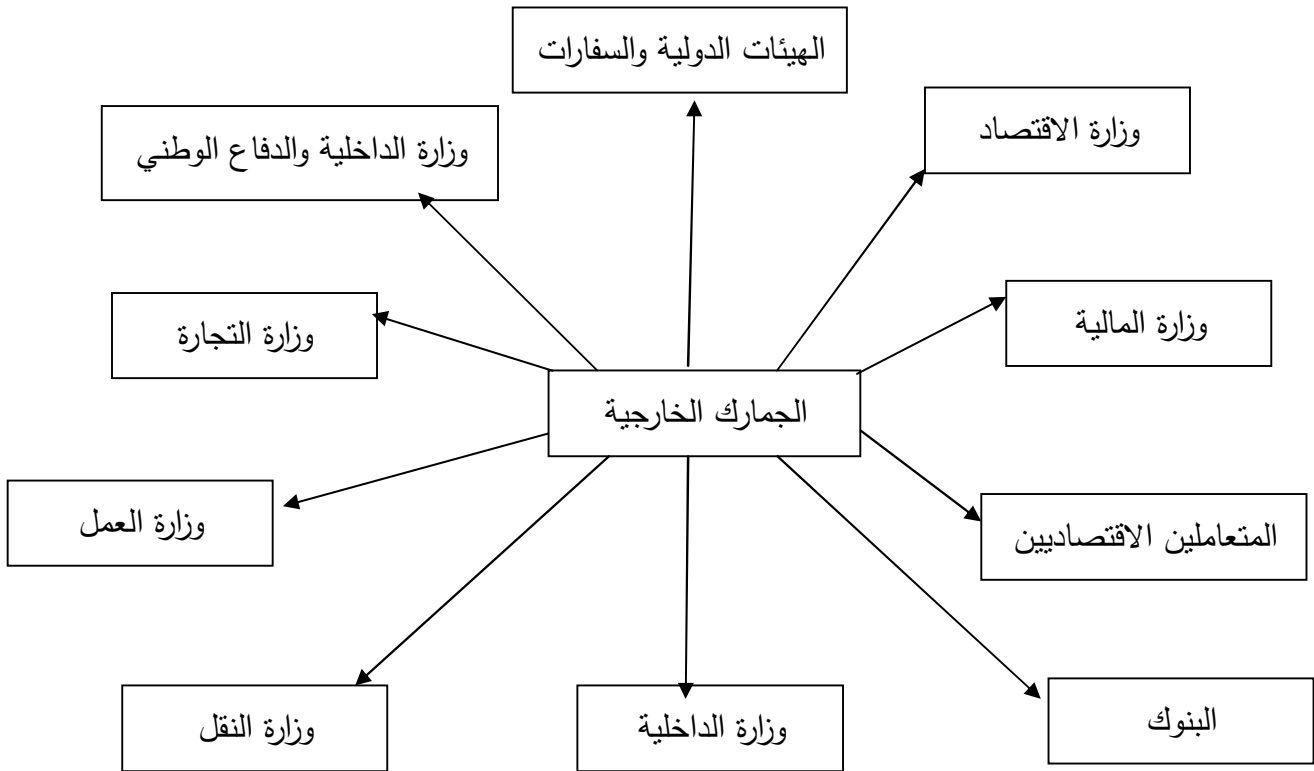 الهيئات الدولية والسفارات
وزارة الاقتصاد
وزارة الداخلية والدفاع الوطني
وزارة المالية
وزارة التجارة
الجمارك الخارجية
المتعاملين الاقتصاديين
وزارة العمل
البنوك
وزارة الداخلية
وزارة النقل